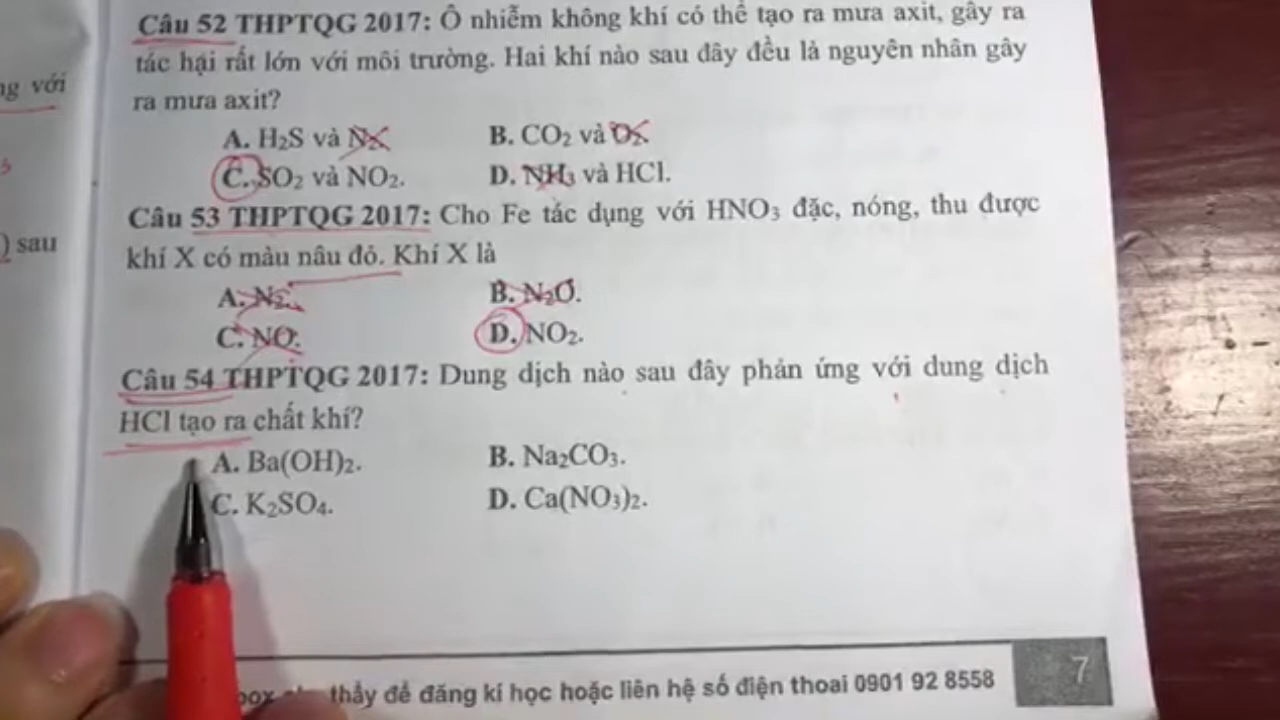 Câu 52 THPTQG 2017: Ô nhiễm không khí có thể tạo ra mưa axit, gây ra
tác hại rất lớn với môi trường. Hai khí nào sau đây đều là nguyên nhân gây
ra mưa axit?
A. H₂S và N₂. B. CO₂ và O₂.
C. SO₂ và NO₂. D. NH₃ và HCl.
Câu 53 THPTQG 2017: Cho Fe tác dụng với HNO₃ đặc, nóng, thu được
khí X có màu nâu đỏ. Khí X là
A. N₂. B. N₂O.
C. NO. D. NO₂.
Câu 54 THPTQG 2017: Dung dịch nào sau đây phản ứng với dung dịch
HCl tạo ra chất khí?
A. Ba(OH)₂. B. Na₂CO₃.
C. K₂SO₄. D. Ca(NO₃)₂.
thầy để đăng kí học hoặc liên hệ số điện thoai 0901 92 8558
7
với
sau